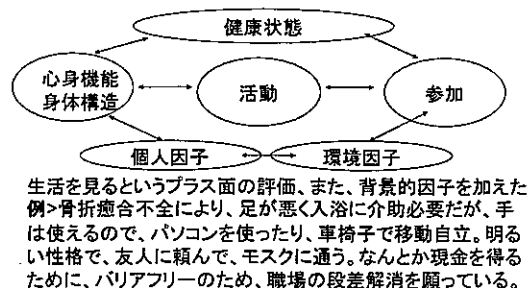 健康状態
心身機能
身体構造
活動
参加
個人因子
環境因子
生活を見るというプラス面の評価、また、背景的因子を加えた
例>骨折癒合不全により、足が悪く入浴に介助必要だが、手
は使えるので、パソコンを使ったり、車椅子で移動自立。明る
い性格で、友人に頼んで、モスクに通う。なんとか現金を得る
ために、バリアフリーのため、職場の段差解消を願っている。